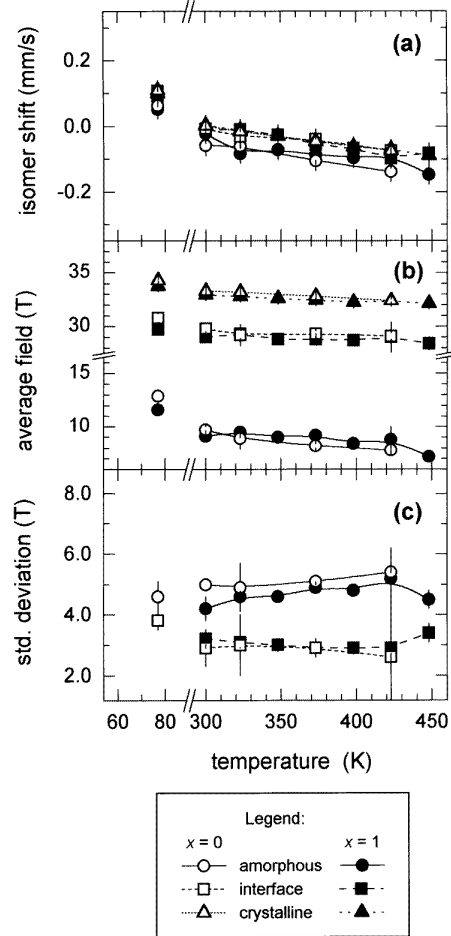 (a)
isomer shift (mm/s)
0.2
0.0
-0.2
(b)
average field (T)
35
30
15
10
(c)
std. deviation (T)
8.0
6.0
4.0
2.0
60 80 300 350 400 450
temperature (K)
Legend:
x = 0 x = 1
amorphous
interface
crystalline